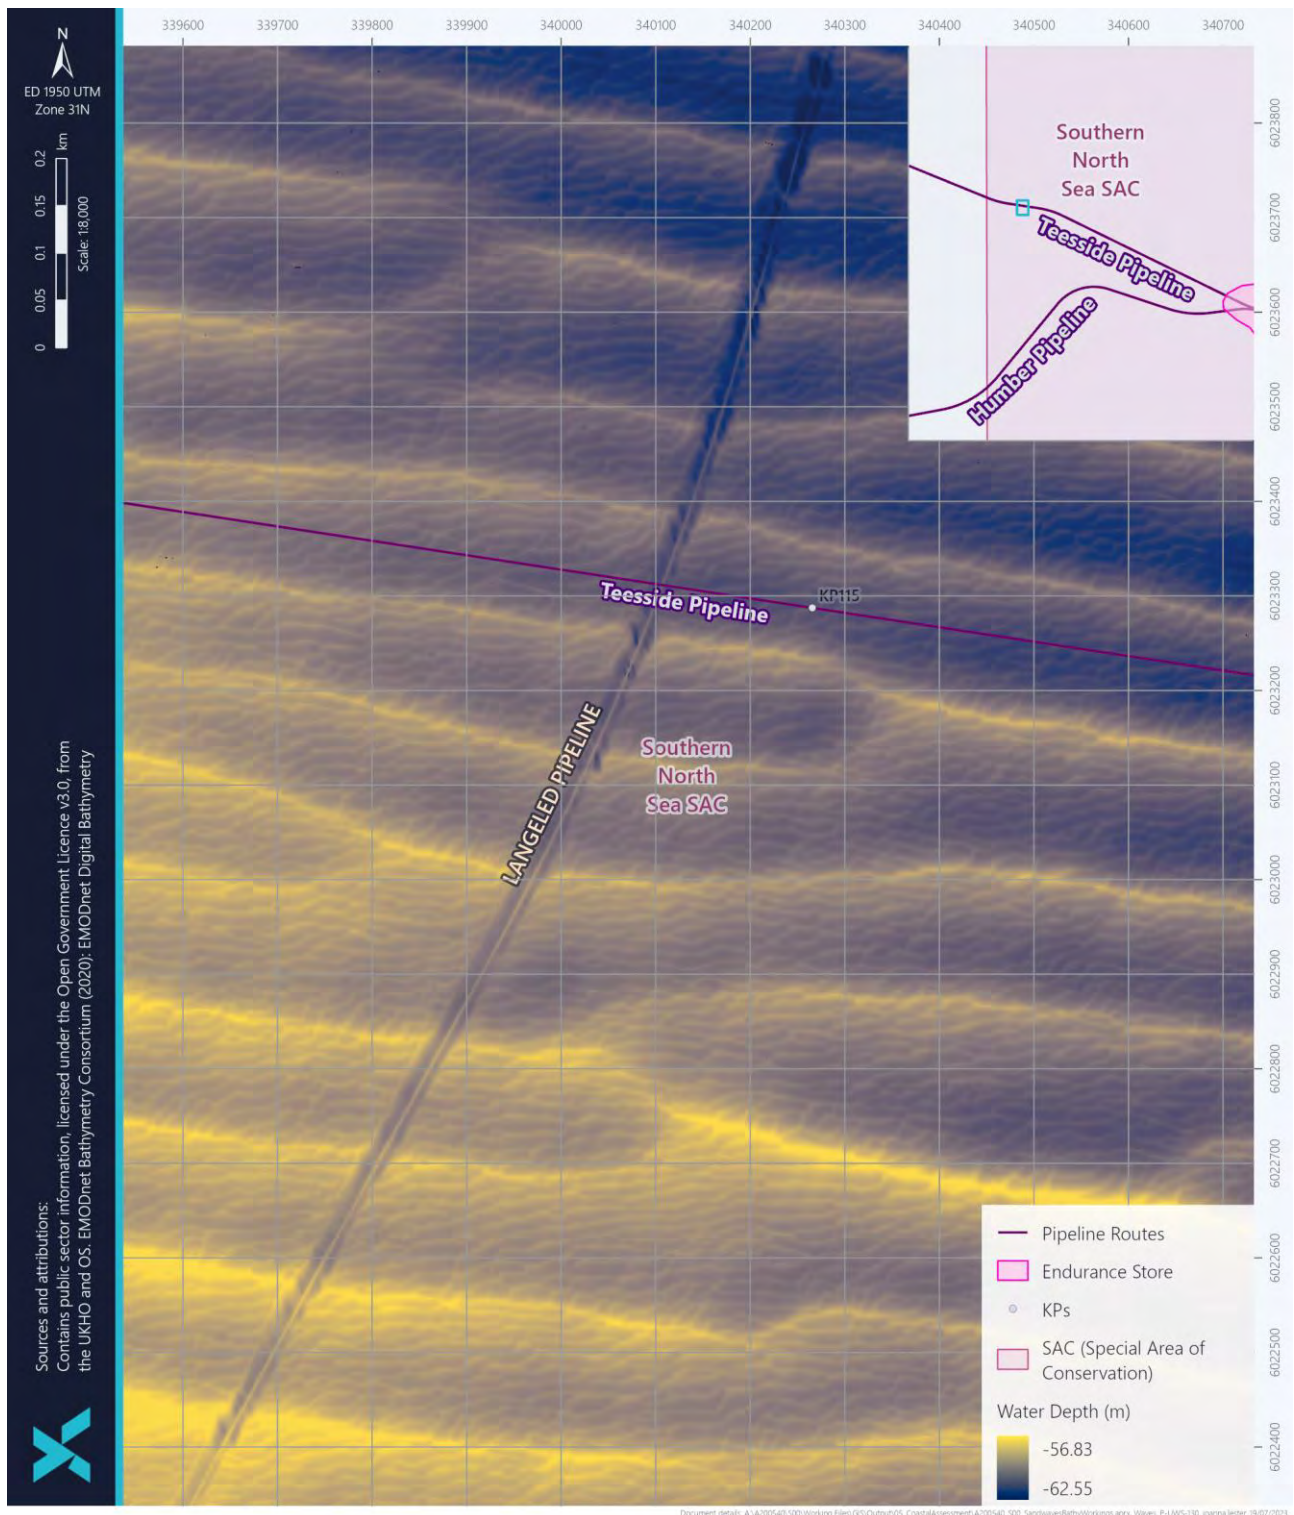 339600 339700 339800 339900 340000 340100 340200 340300 340400 340500 340600 340700
N
ED 1950 UTM
Zone 31N
km
0.2
0.15
0.1
0.05
0
Scale: 1:8,000
6023800
6023700
6023600
6023500
6023400
6023300
6023200
6023100
6023000
6022900
6022800
6022700
6022600
6022500
6022400
Southern
North
Sea SAC
Teesside Pipeline
Humber Pipeline
Teesside Pipeline
KP115
LANGELED PIPELINE
Southern
North
Sea SAC
Sources and attributions:
Contains public sector information, licensed under the Open Government Licence v3.0, from
the UKHO and OS. EMODnet Bathymetry Consortium (2020): EMODnet Digital Bathymetry
Pipeline Routes
Endurance Store
KPs
SAC (Special Area of
Conservation)
Water Depth (m)
-56.83
-62.55